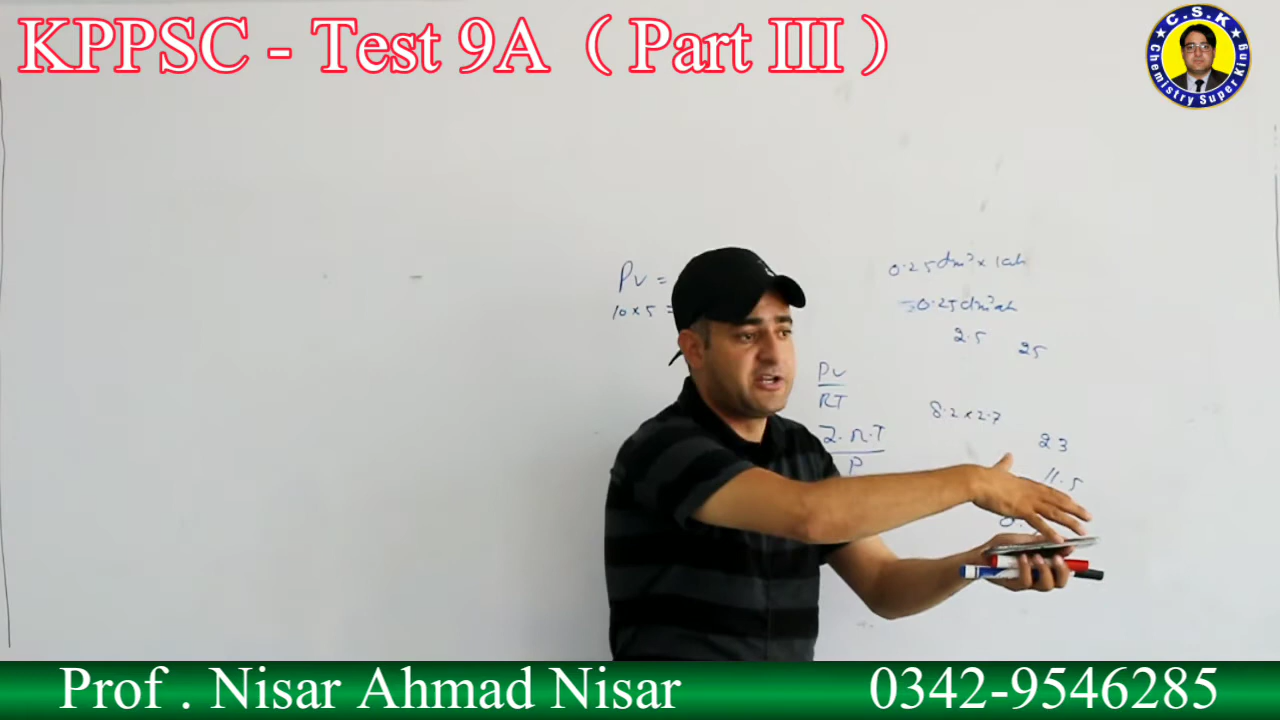 KPPSC - Test 9A ( Part III )
C.S.K
Chemistry Super King
PV =
10 × 5 =
0.25 dm³ × 1 atm
= 0.25 dm³ atm
2.5 25
PV
RT
8.2 × 2.7
2.n.T
P
23
11.5
Prof . Nisar Ahmad Nisar
0342-9546285